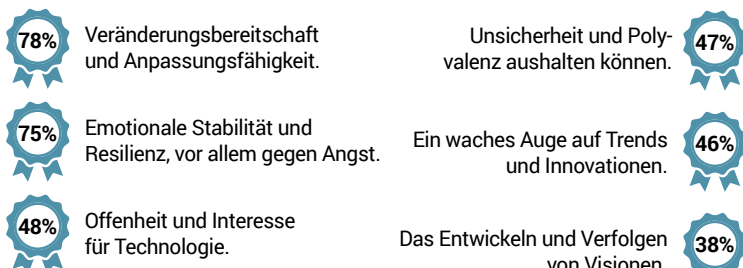 78%
Veränderungsbereitschaft
und Anpassungsfähigkeit.
75%
Emotionale Stabilität und
Resilienz, vor allem gegen Angst.
48%
Offenheit und Interesse
für Technologie.
Unsicherheit und Poly-
valenz aushalten können.
47%
Ein waches Auge auf Trends
und Innovationen.
46%
Das Entwickeln und Verfolgen
von Visionen.
38%